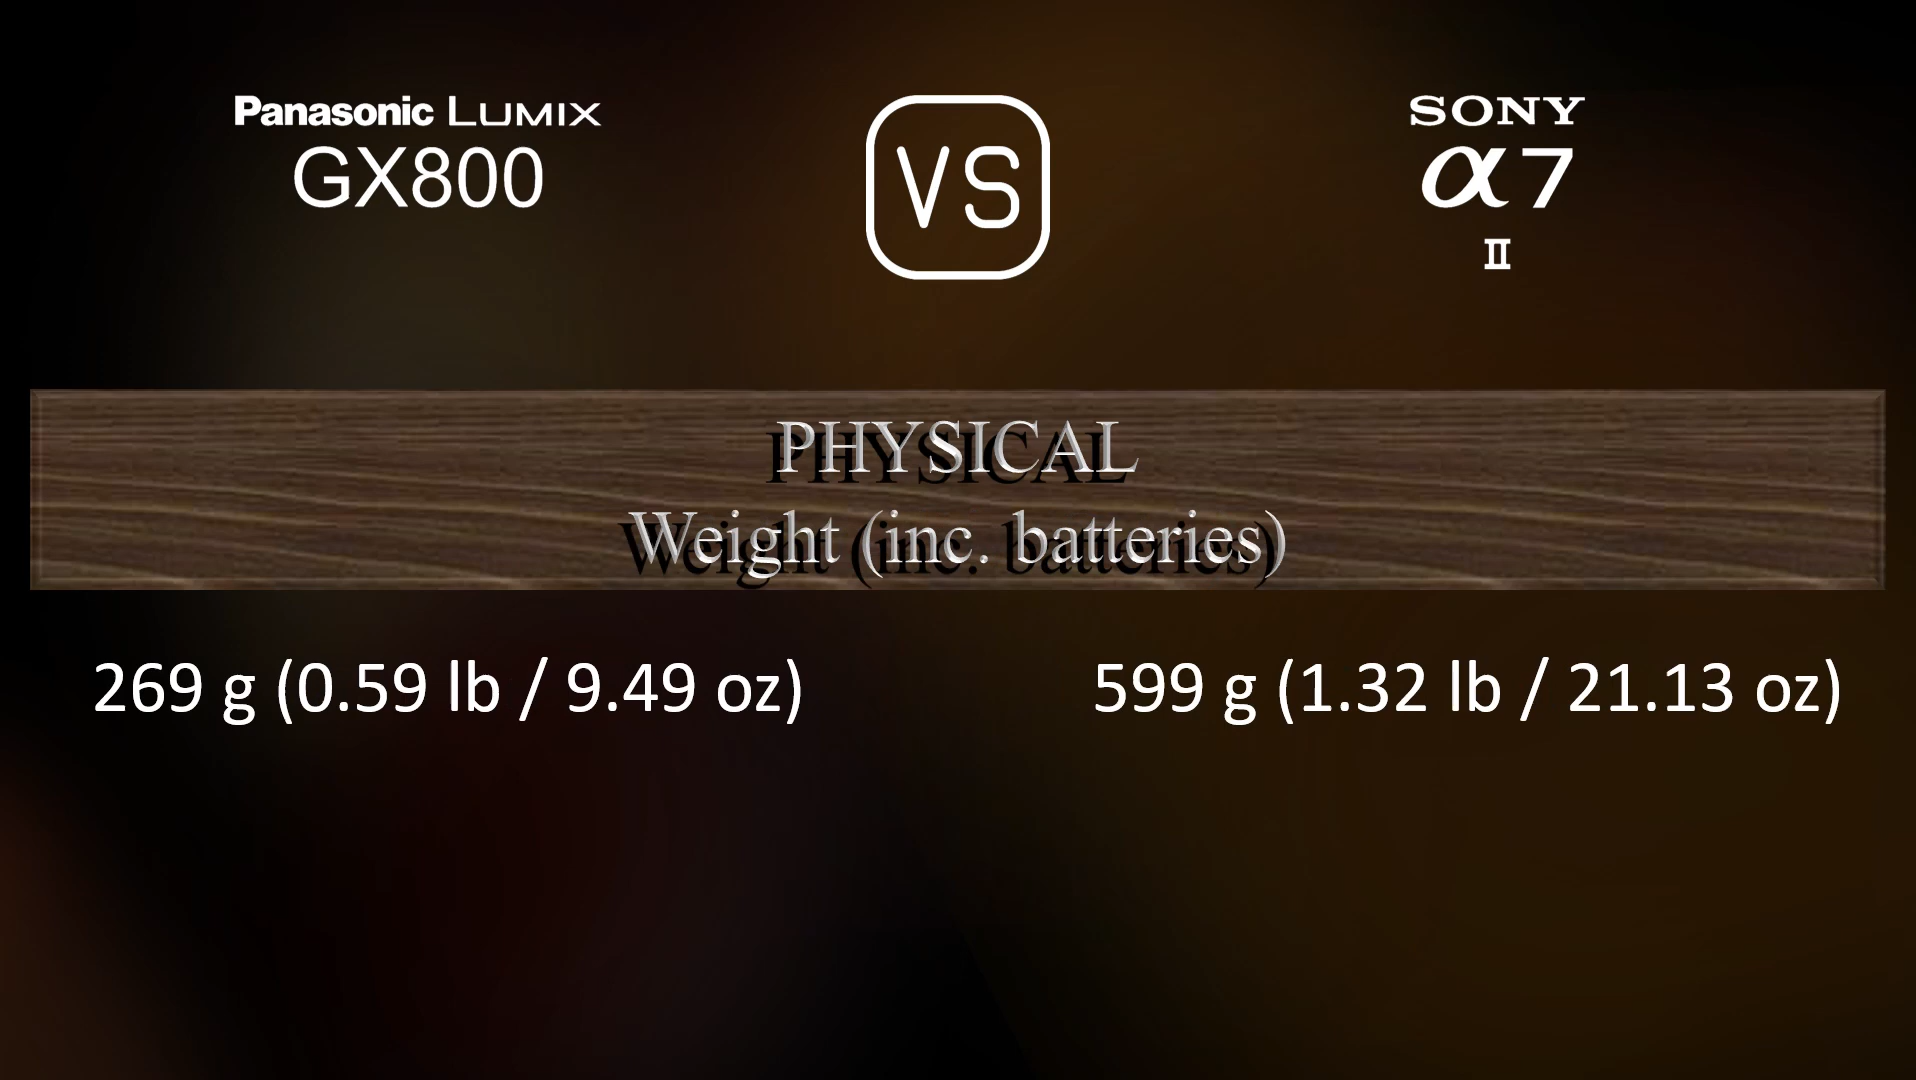 Panasonic LUMIX
GX800
VS
SONY
α7
II
PHYSICAL
Weight (inc. batteries)
269 g (0.59 lb / 9.49 oz)
599 g (1.32 lb / 21.13 oz)